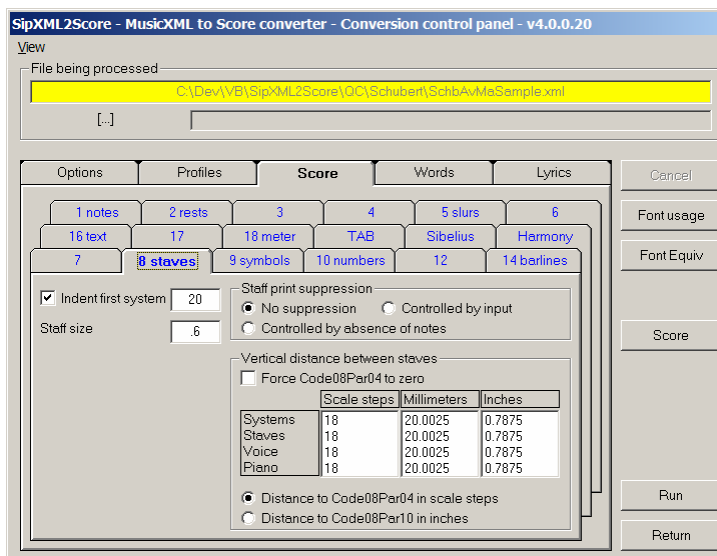 SipXML2Score - MusicXML to Score converter - Conversion control panel - v4.0.0.20
View
File being processed
C:\Dev\VB\SipXML2Score\QC\Schubert\SchbAvMaSample.xml
[...]
Options Profiles Score Words Lyrics
Cancel
1 notes 2 rests 3 4 5 slurs 6
Font usage
16 text 17 18 meter TAB Sibelius Harmony
Font Equiv
7 8 staves 9 symbols 10 numbers 12 14 barlines
Indent first system 20
Staff print suppression
No suppression Controlled by input
Controlled by absence of notes
Staff size .6
Score
Vertical distance between staves
Force Code08Par04 to zero
Scale steps Millimeters Inches
Systems 18 20.0025 0.7875
Staves 18 20.0025 0.7875
Voice 18 20.0025 0.7875
Piano 18 20.0025 0.7875
Distance to Code08Par04 in scale steps
Run
Distance to Code08Par10 in inches
Return